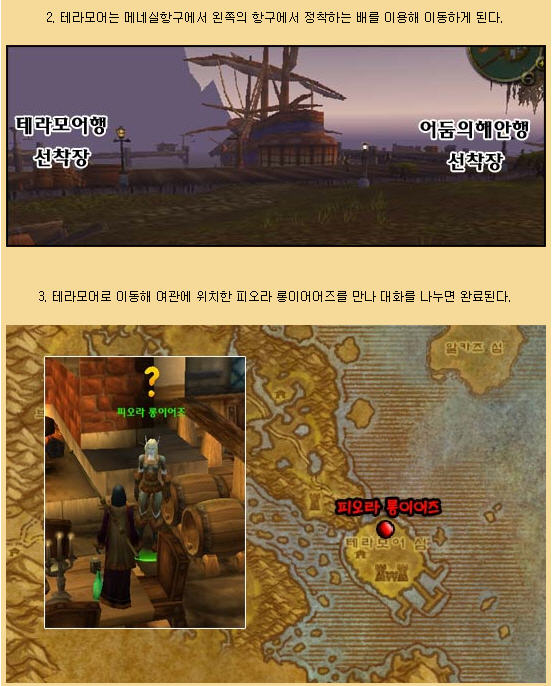 2. 테라모어는 메네실항구에서 왼쪽의 항구에서 정착하는 배를 이용해 이동하게 된다.
테라모어행
선착장
어둠의해안행
선착장
3. 테라모어로 이동해 여관에 위치한 피오라 롱이어어즈를 만나 대화를 나누면 완료된다.
알카즈 섬
피오라 롱이어즈
피오라 롱이어즈
테라모어 섬